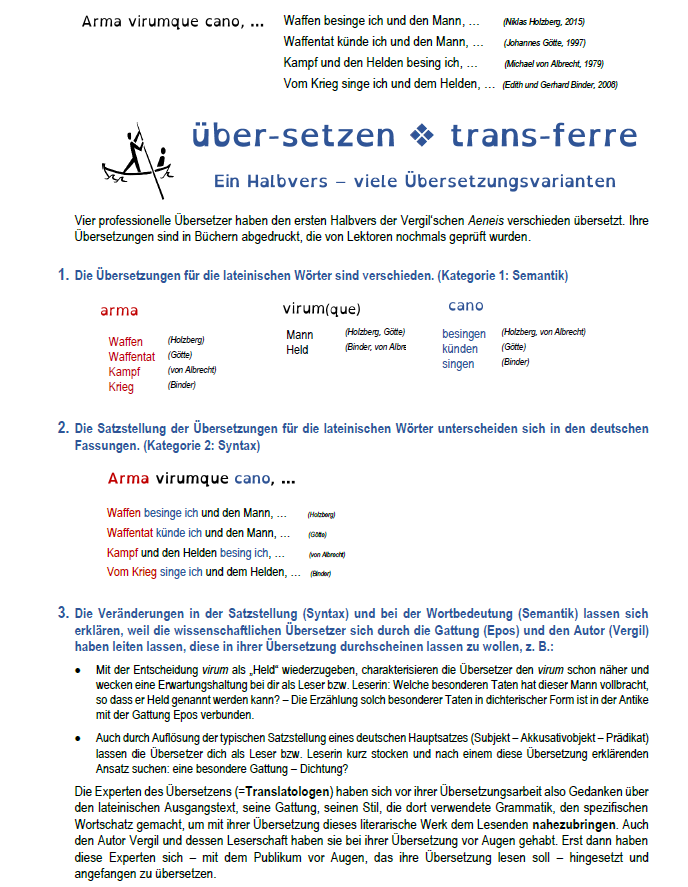 Arma virumque cano, ...
Waffen besinge ich und den Mann, … (Niklas Holzberg, 2015)
Waffentat künde ich und den Mann, … (Johannes Götte, 1997)
Kampf und den Helden besing ich, … (Michael von Albrecht, 1979)
Vom Krieg singe ich und dem Helden, … (Edith und Gerhard Binder, 2008)
über-setzen ❖ trans-ferre
Ein Halbvers – viele Übersetzungsvarianten
Vier professionelle Übersetzer haben den ersten Halbvers der Vergil'schen Aeneis verschieden übersetzt. Ihre
Übersetzungen sind in Büchern abgedruckt, die von Lektoren nochmals geprüft wurden.
1. Die Übersetzungen für die lateinischen Wörter sind verschieden. (Kategorie 1: Semantik)
arma
Waffen (Holzberg)
Waffentat (Götte)
Kampf (von Albrecht)
Krieg (Binder)
virum(que)
Mann (Holzberg, Götte)
Held (Binder, von Albre
cano
besingen (Holzberg, von Albrecht)
künden (Götte)
singen (Binder)
2. Die Satzstellung der Übersetzungen für die lateinischen Wörter unterscheiden sich in den deutschen
Fassungen. (Kategorie 2: Syntax)
Arma virumque cano, ...
Waffen besinge ich und den Mann, … (Holzberg)
Waffentat künde ich und den Mann, … (Götte)
Kampf und den Helden besing ich, … (von Albrecht)
Vom Krieg singe ich und dem Helden, … (Binder)
3. Die Veränderungen in der Satzstellung (Syntax) und bei der Wortbedeutung (Semantik) lassen sich
erklären, weil die wissenschaftlichen Übersetzer sich durch die Gattung (Epos) und den Autor (Vergil)
haben leiten lassen, diese in ihrer Übersetzung durchscheinen lassen zu wollen, z. B.:
• Mit der Entscheidung virum als „Held“ wiederzugeben, charakterisieren die Übersetzer den virum schon näher und
wecken eine Erwartungshaltung bei dir als Leser bzw. Leserin: Welche besonderen Taten hat dieser Mann vollbracht,
so dass er Held genannt werden kann? – Die Erzählung solch besonderer Taten in dichterischer Form ist in der Antike
mit der Gattung Epos verbunden.
• Auch durch Auflösung der typischen Satzstellung eines deutschen Hauptsatzes (Subjekt – Akkusativobjekt – Prädikat)
lassen die Übersetzer dich als Leser bzw. Leserin kurz stocken und nach einem diese Übersetzung erklärenden
Ansatz suchen: eine besondere Gattung – Dichtung?
Die Experten des Übersetzens (=Translatologen) haben sich vor ihrer Übersetzungsarbeit also Gedanken über
den lateinischen Ausgangstext, seine Gattung, seinen Stil, die dort verwendete Grammatik, den spezifischen
Wortschatz gemacht, um mit ihrer Übersetzung dieses literarische Werk dem Lesenden nahezubringen. Auch
den Autor Vergil und dessen Leserschaft haben sie bei ihrer Übersetzung vor Augen gehabt. Erst dann haben
diese Experten sich – mit dem Publikum vor Augen, das ihre Übersetzung lesen soll – hingesetzt und
angefangen zu übersetzen.